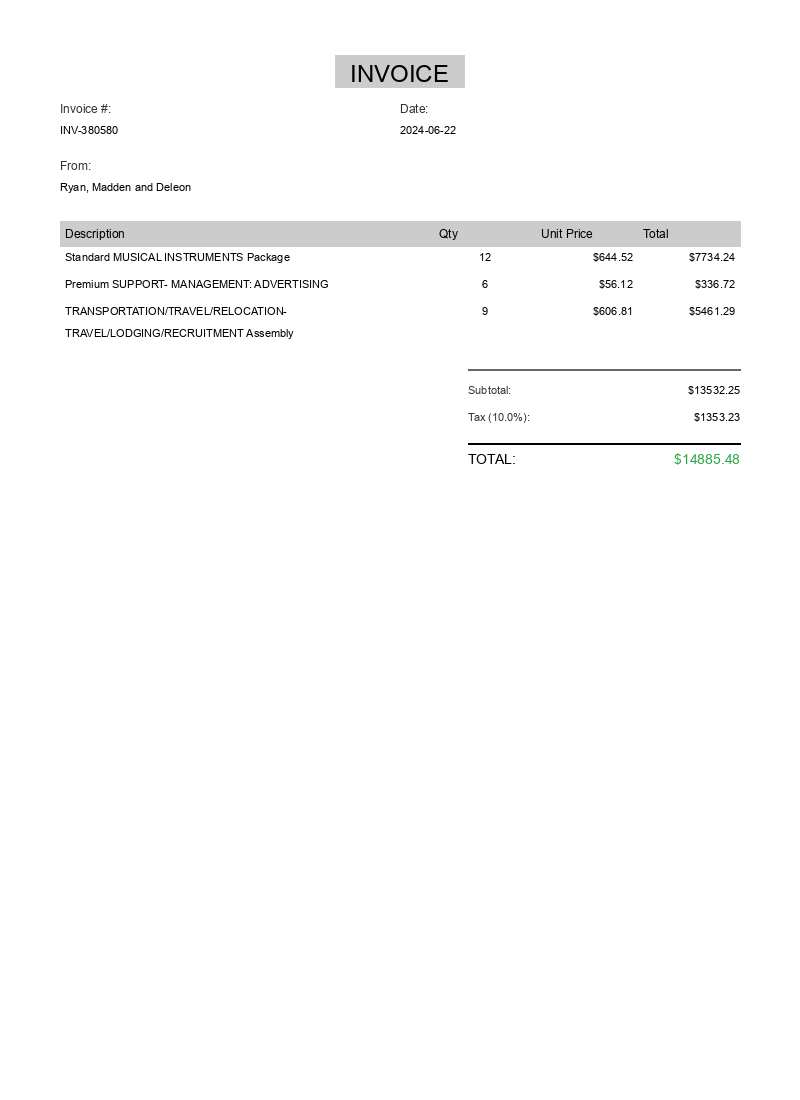 INVOICE
Invoice #: Date:
INV-380580 2024-06-22
From:
Ryan, Madden and Deleon
Description Qty Unit Price Total
Standard MUSICAL INSTRUMENTS Package 12 $644.52 $7734.24
Premium SUPPORT- MANAGEMENT: ADVERTISING 6 $56.12 $336.72
TRANSPORTATION/TRAVEL/RELOCATION- 9 $606.81 $5461.29
TRAVEL/LODGING/RECRUITMENT Assembly
Subtotal: $13532.25
Tax (10.0%): $1353.23
TOTAL: $14885.48